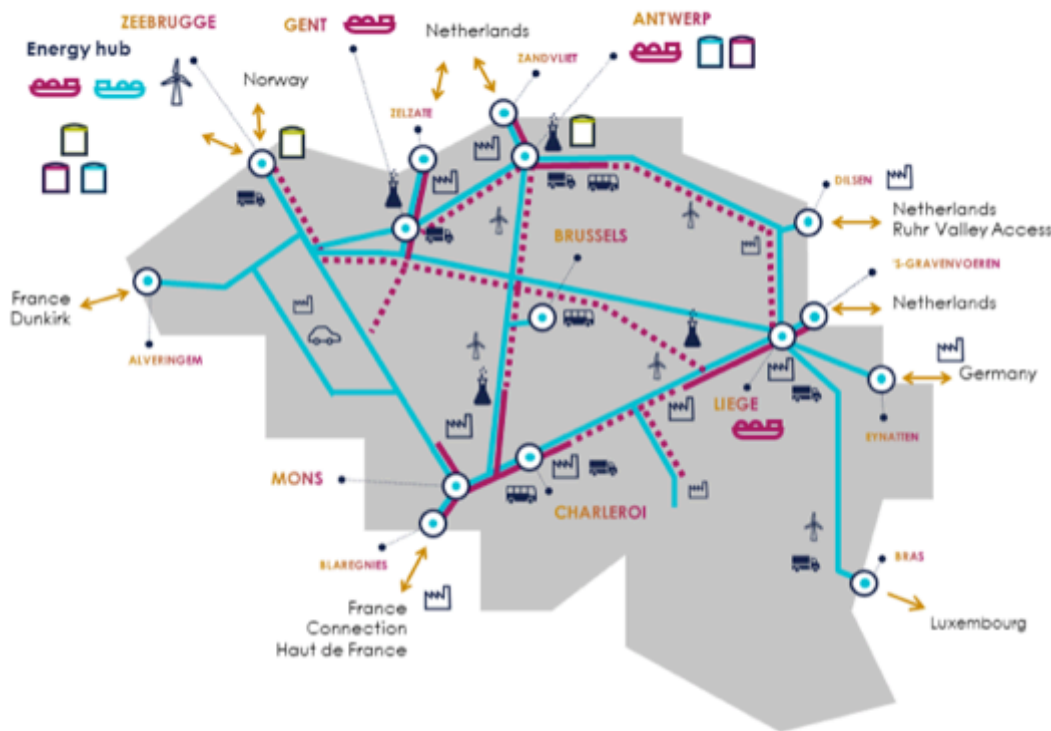 ZEEBRUGGE
GENT
ANTWERP
Energy hub
Netherlands
ZANDVLIET
Norway
ZELZATE
DILSEN
Netherlands
Ruhr Valley Access
BRUSSELS
'S-GRAVENVOEREN
France
Dunkirk
Netherlands
ALVERINGEM
Germany
LIEGE
EYNATTEN
MONS
CHARLEROI
BLAREGNIES
BRAS
France
Connection
Haut de France
Luxembourg